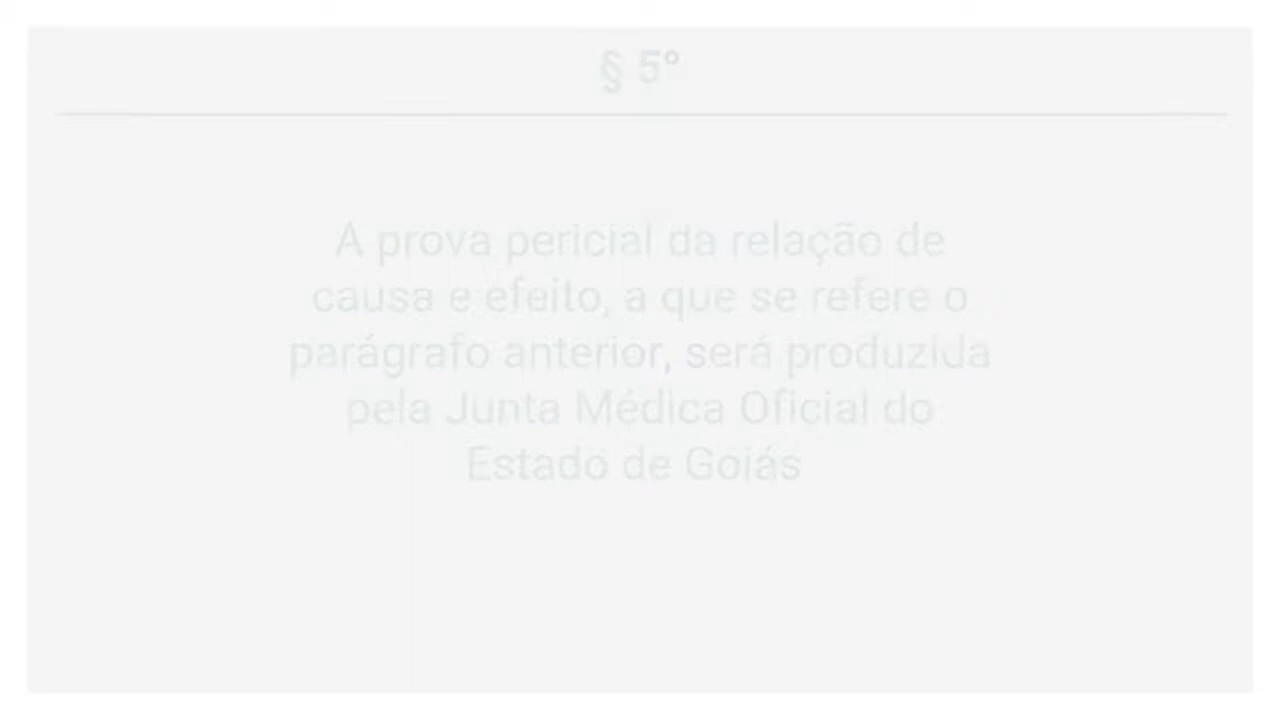 § 5º
A prova pericial da relação de
causa e efeito, a que se refere o
parágrafo anterior, será produzida
pela Junta Médica Oficial do
Estado de Goiás